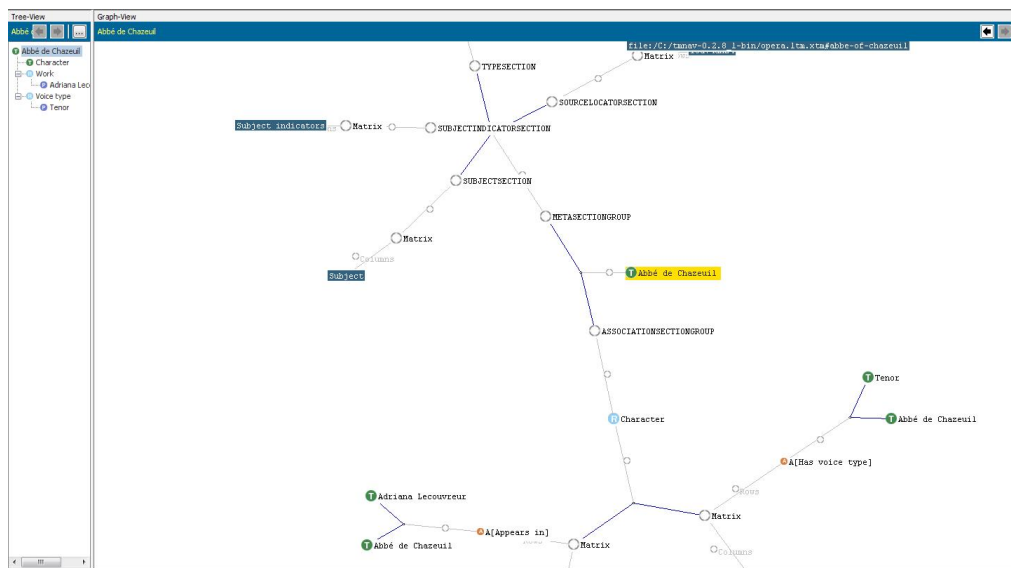 Tree-View
Graph-View
Abbé
...
Abbé de Chazeuil
Abbé de Chazeuil
Character
Work
Adriana Leco
Voice type
Tenor
file:/C:/tmnav-0.2.8_l-bin/opera.ltm.xtm#abbe-of-chazeuil
Matrix
TYPESECTION
SOURCELOCATORSECTION
Subject indicators
Matrix
SUBJECTINDICATORSECTION
SUBJECTSECTION
METASECTIONGROUP
Matrix
Columns
Subject
Abbé de Chazeuil
ASSOCIATIONSECTIONGROUP
Tenor
Character
Abbé de Chazeuil
A[Has voice type]
Rows
Adriana Lecouvreur
Matrix
A[Appears in]
Abbé de Chazeuil
Matrix
Columns